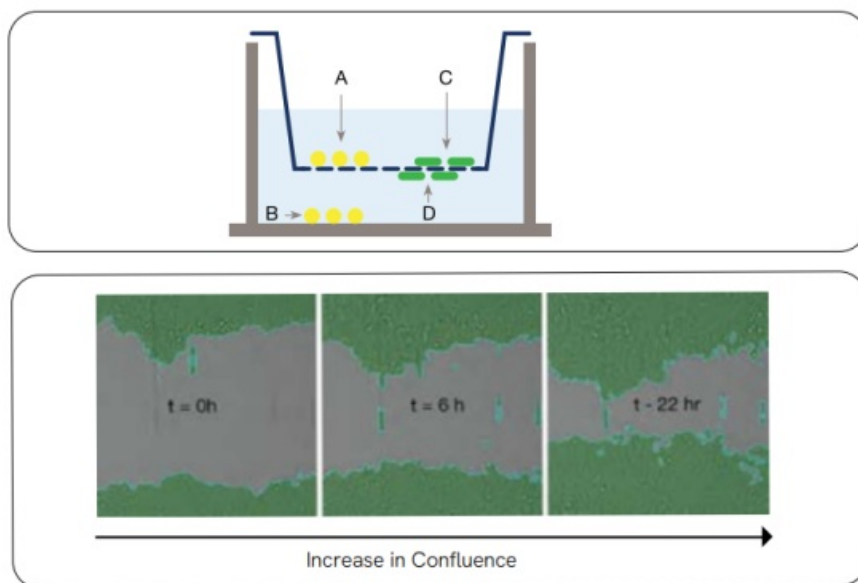 A C
B D
t = 0h t = 6 h t - 22 hr
Increase in Confluence